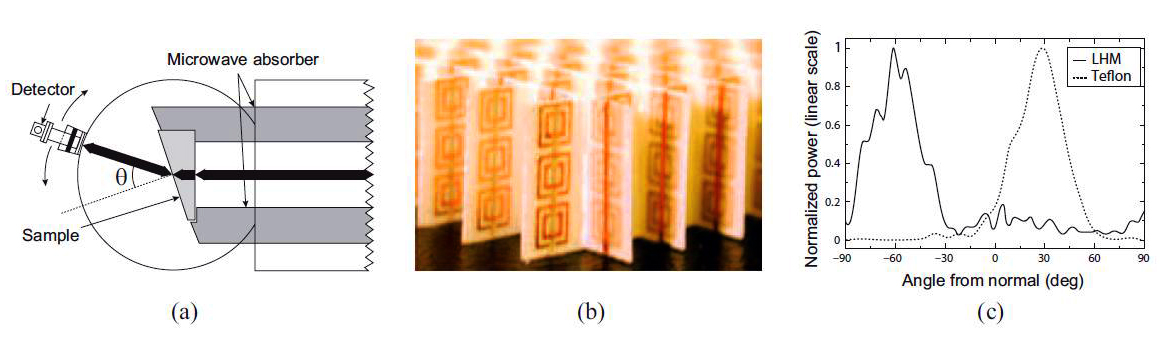 Microwave absorber
Detector
θ
Sample
(a)
(b)
Normalized power (linear scale)
1
0.8
0.6
0.4
0.2
0
LHM
Teflon
-90
-60
-30
0
30
60
90
Angle from normal (deg)
(c)